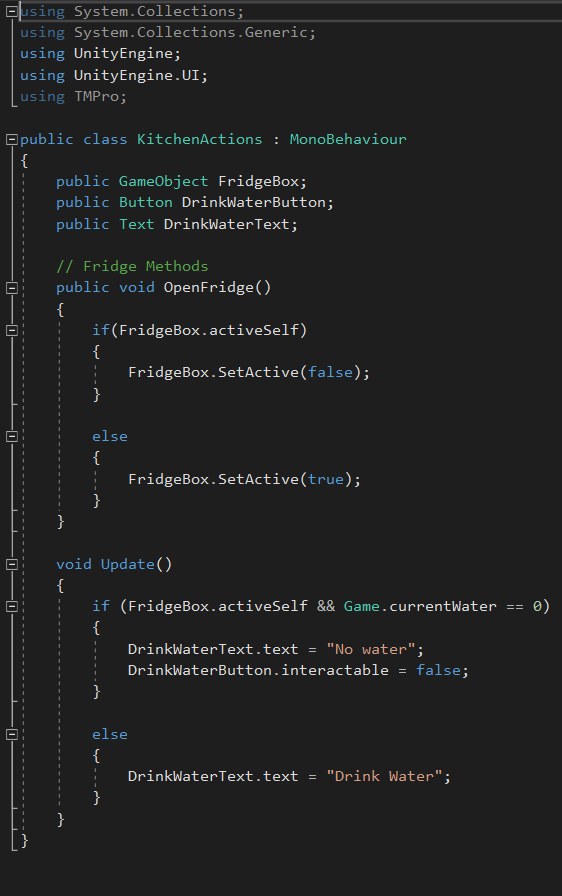 using System.Collections;
using System.Collections.Generic;
using UnityEngine;
using UnityEngine.UI;
using TMPro;

public class KitchenActions : MonoBehaviour
{
    public GameObject FridgeBox;
    public Button DrinkWaterButton;
    public Text DrinkWaterText;

    // Fridge Methods
    public void OpenFridge()
    {
        if(FridgeBox.activeSelf)
        {
            FridgeBox.SetActive(false);
        }

        else
        {
            FridgeBox.SetActive(true);
        }
    }

    void Update()
    {
        if (FridgeBox.activeSelf && Game.currentWater == 0)
        {
            DrinkWaterText.text = "No water";
            DrinkWaterButton.interactable = false;
        }

        else
        {
            DrinkWaterText.text = "Drink Water";
        }
    }
}